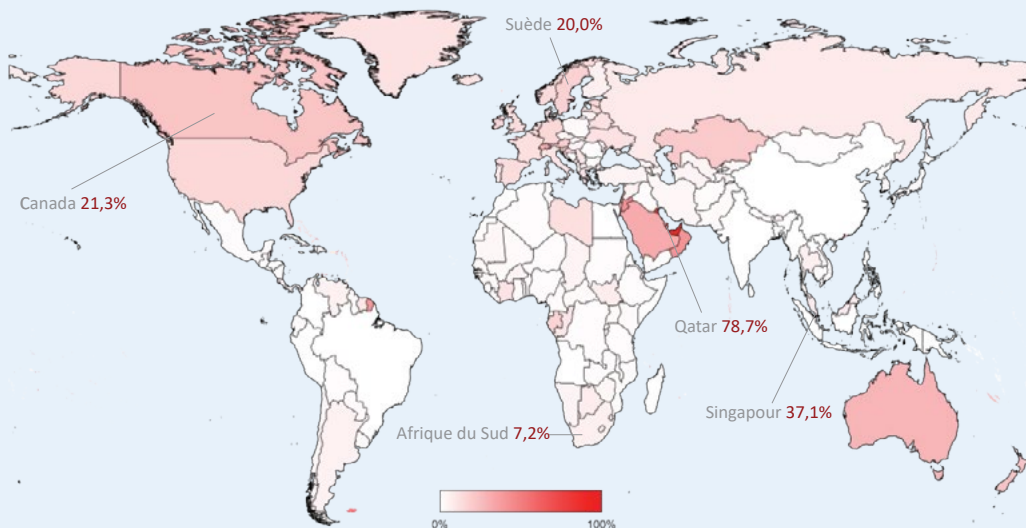 Suède 20,0%
Canada 21,3%
Qatar 78,7%
Singapour 37,1%
Afrique du Sud 7,2%
0%
100%